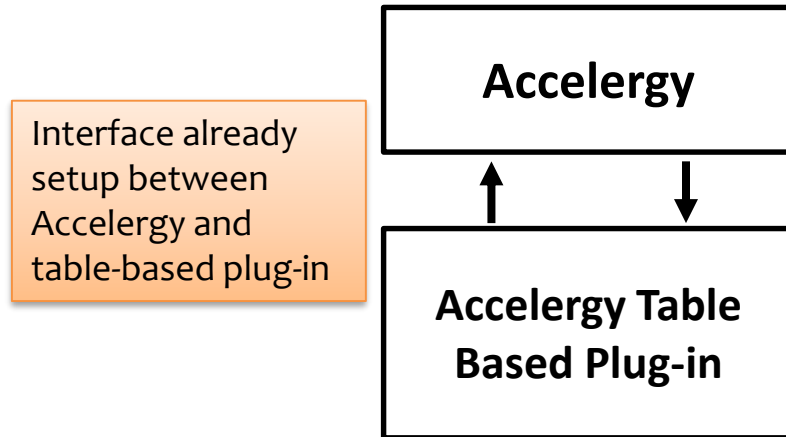 Accelergy
Interface already
setup between
Accelergy and
table-based plug-in
Accelergy Table
Based Plug-in